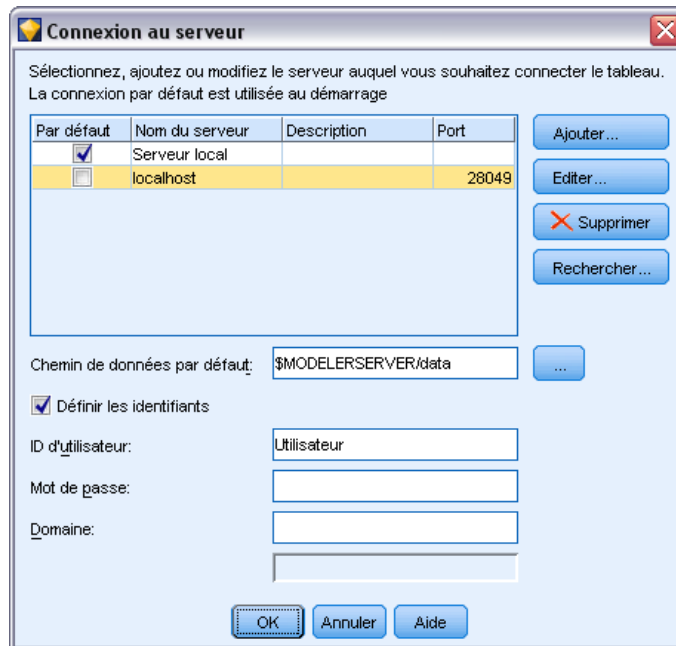 Connexion au serveur
Sélectionnez, ajoutez ou modifiez le serveur auquel vous souhaitez connecter le tableau.
La connexion par défaut est utilisée au démarrage
Par défaut Nom du serveur Description Port
Serveur local
localhost 28049
Ajouter...
Editer...
Supprimer
Rechercher...
Chemin de données par défaut: $MODELERSERVER/data ...
Définir les identifiants
ID d'utilisateur: Utilisateur
Mot de passe:
Domaine:
OK Annuler Aide